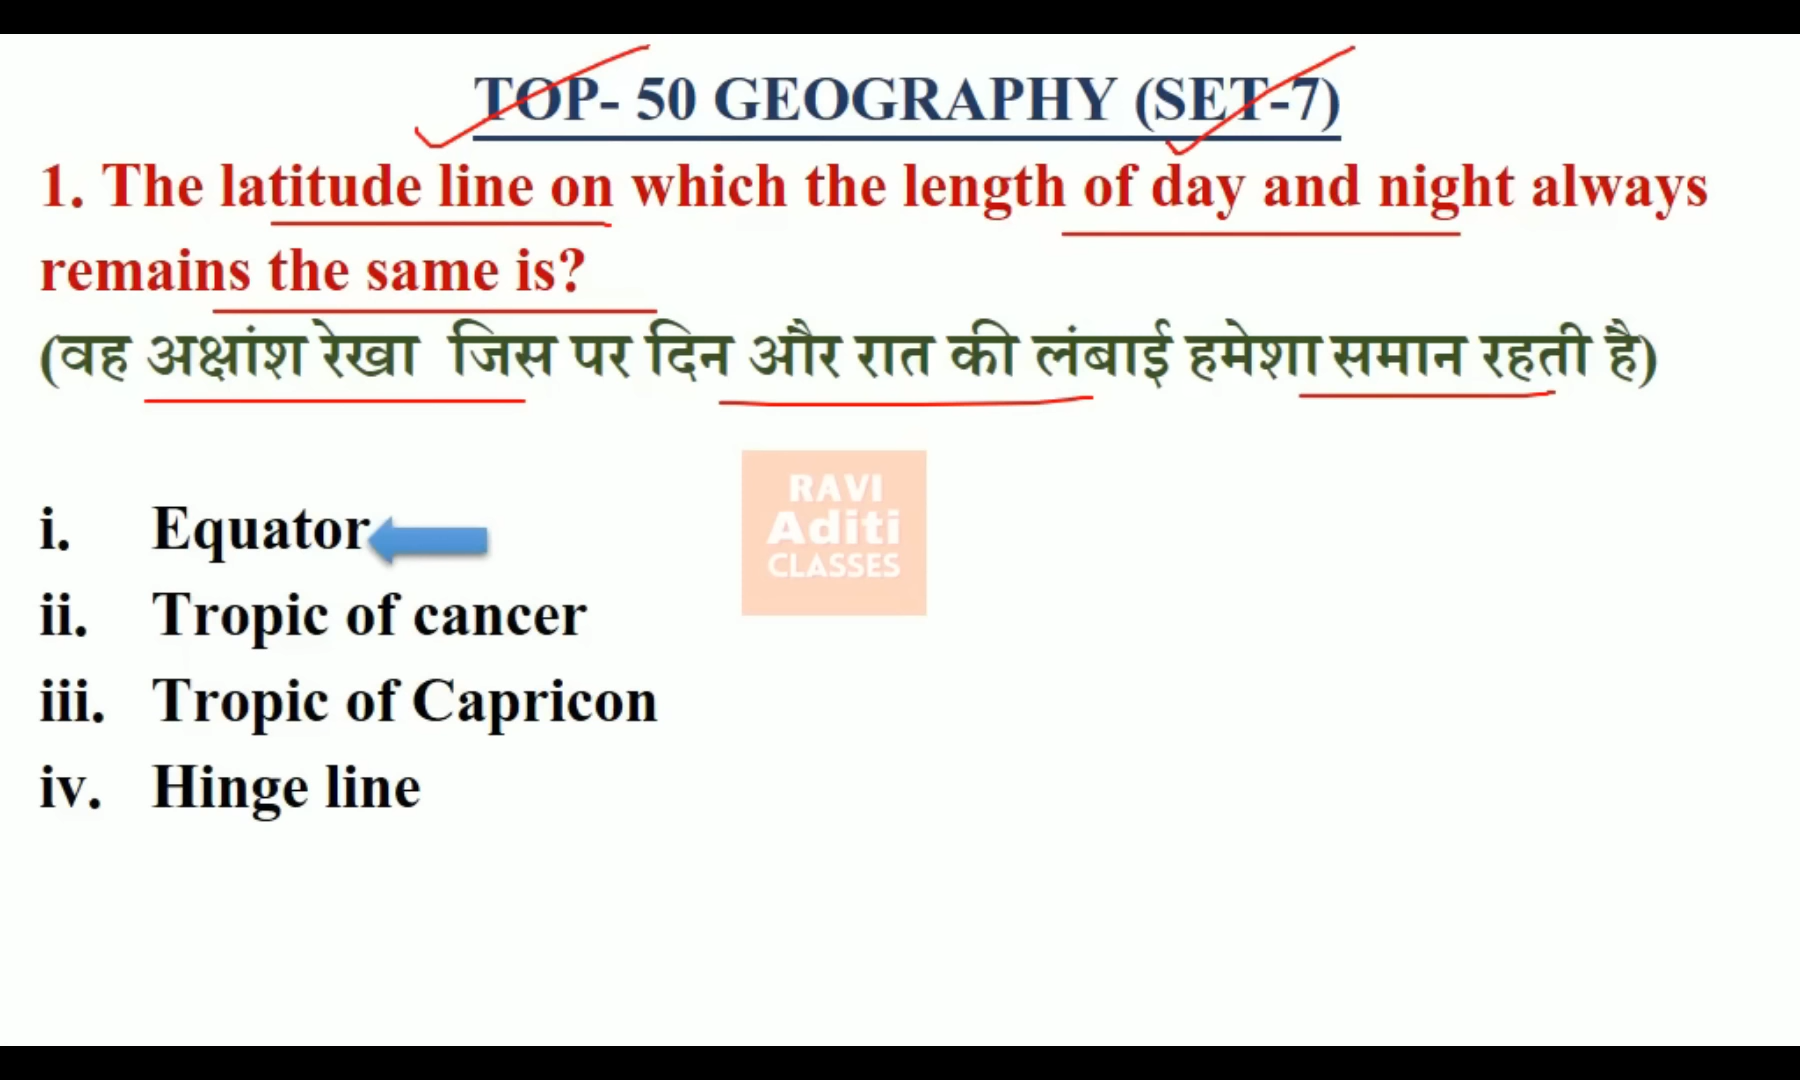 TOP- 50 GEOGRAPHY (SET-7)
1. The latitude line on which the length of day and night always
remains the same is?
(वह अक्षांश रेखा जिस पर दिन और रात की लंबाई हमेशा समान रहती है)
RAVI
Aditi
CLASSES
i. Equator
ii. Tropic of cancer
iii. Tropic of Capricon
iv. Hinge line